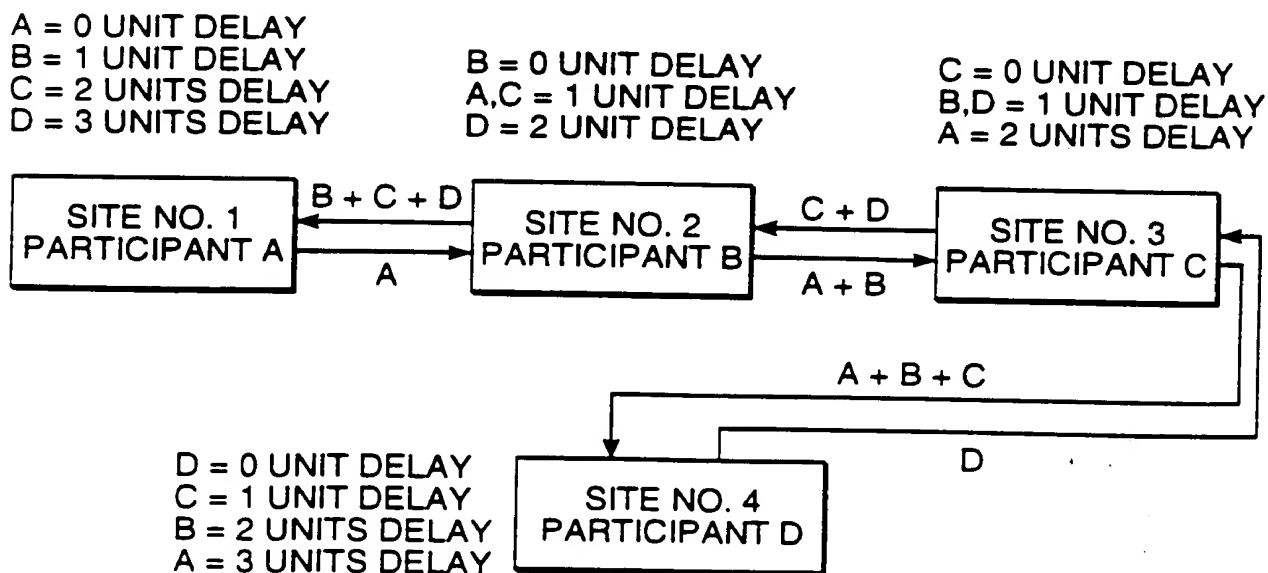 A = 0 UNIT DELAY
B = 1 UNIT DELAY
C = 2 UNITS DELAY
D = 3 UNITS DELAY
B = 0 UNIT DELAY
A,C = 1 UNIT DELAY
D = 2 UNIT DELAY
C = 0 UNIT DELAY
B,D = 1 UNIT DELAY
A = 2 UNITS DELAY
SITE NO. 1
PARTICIPANT A
B + C + D
A
SITE NO. 2
PARTICIPANT B
C + D
A + B
SITE NO. 3
PARTICIPANT C
A + B + C
D
D = 0 UNIT DELAY
C = 1 UNIT DELAY
B = 2 UNITS DELAY
A = 3 UNITS DELAY
SITE NO. 4
PARTICIPANT D